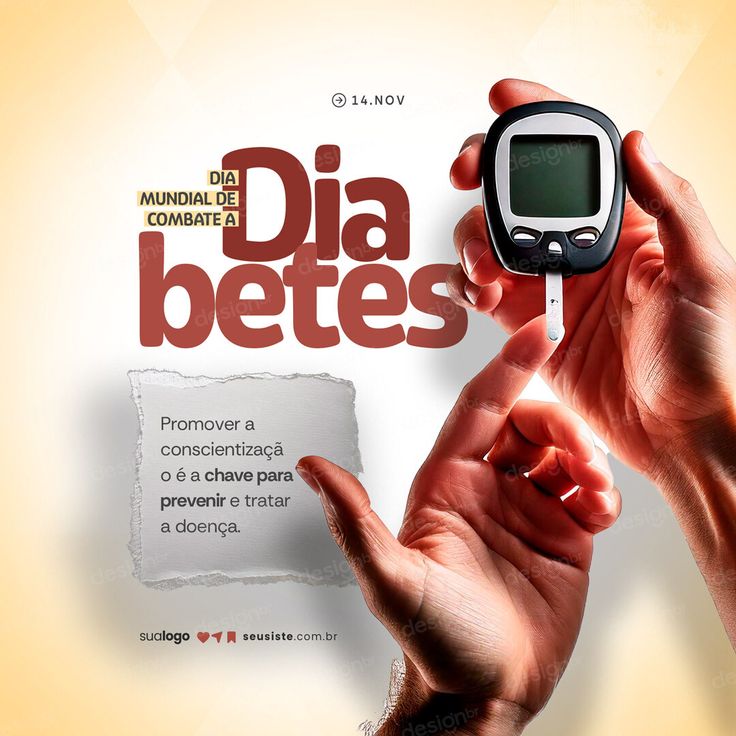 14.NOV
DIA
MUNDIAL DE
COMBATE A
Dia
betes
Promover a
conscientizaçã
o é a chave para
prevenir e tratar
a doença.
sualogo seusiste.com.br
designbr